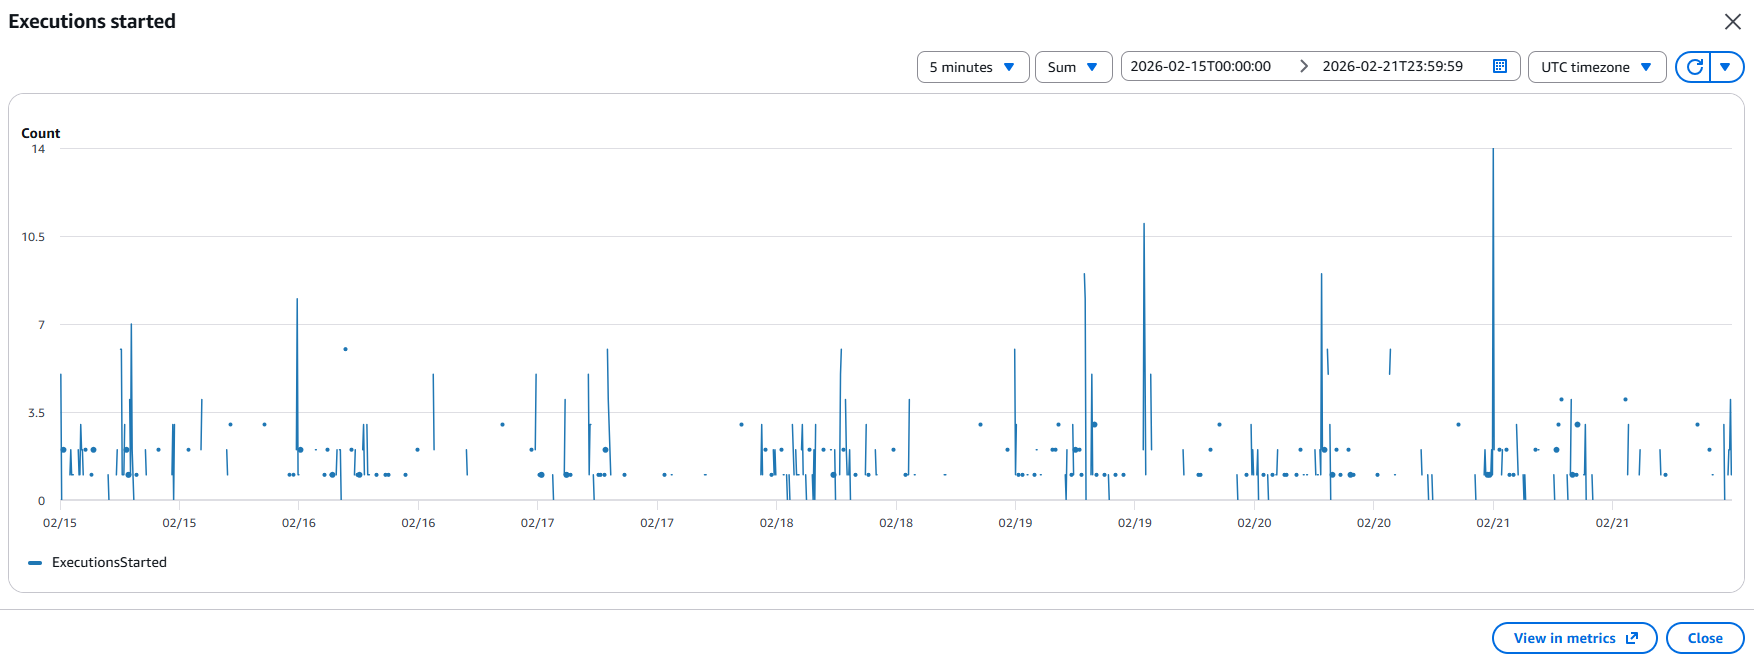 Executions started
5 minutes Sum 2026-02-15T00:00:00 2026-02-21T23:59:59 UTC timezone
Count
14
10.5
7
3.5
0
02/15 02/15 02/16 02/16 02/17 02/17 02/18 02/18 02/19 02/19 02/20 02/20 02/21 02/21
ExecutionsStarted
View in metrics Close